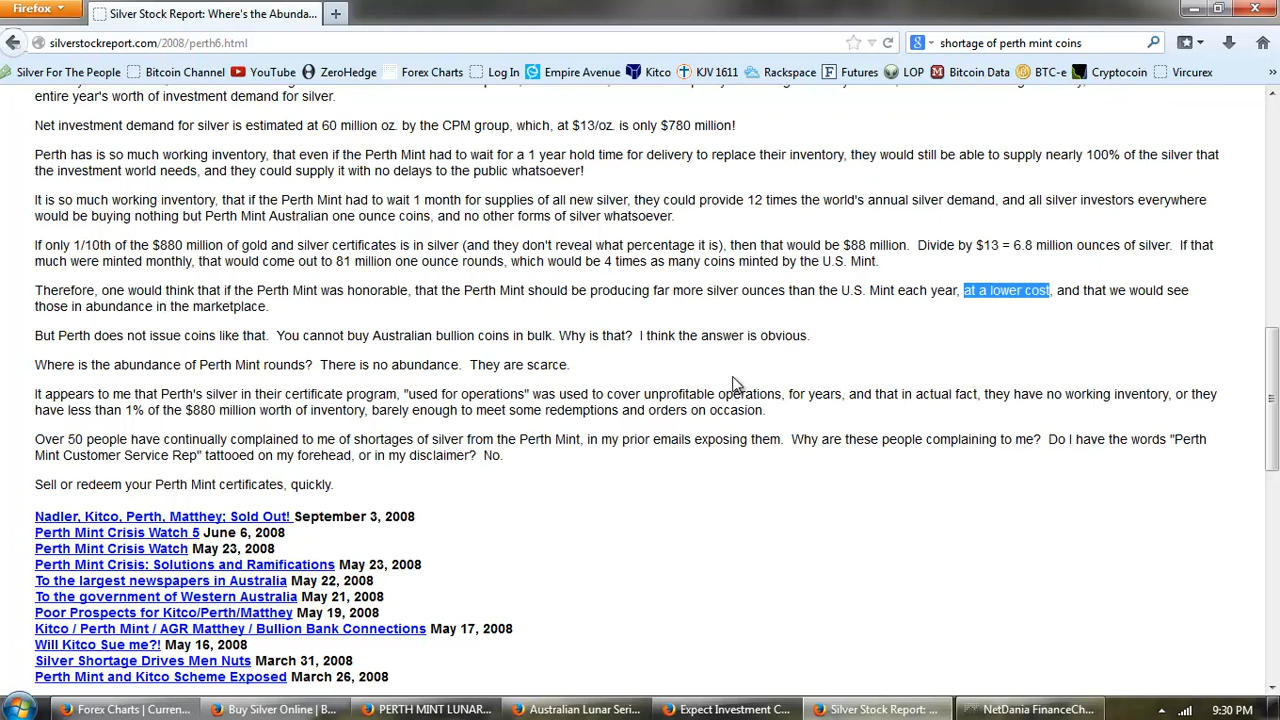 Firefox
Silver Stock Report: Where's the Abunda...
silverstockreport.com/2008/perth6.html
shortage of perth mint coins
Silver For The People Bitcoin Channel YouTube ZeroHedge Forex Charts Log In Empire Avenue Kitco KJV 1611 Rackspace Futures LOP Bitcoin Data BTC-e Cryptocoin Vircurex »
entire year's worth of investment demand for silver.
Net investment demand for silver is estimated at 60 million oz. by the CPM group, which, at $13/oz. is only $780 million!
Perth has is so much working inventory, that even if the Perth Mint had to wait for a 1 year hold time for delivery to replace their inventory, they would still be able to supply nearly 100% of the silver that
the investment world needs, and they could supply it with no delays to the public whatsoever!
It is so much working inventory, that if the Perth Mint had to wait 1 month for supplies of all new silver, they could provide 12 times the world's annual silver demand, and all silver investors everywhere
would be buying nothing but Perth Mint Australian one ounce coins, and no other forms of silver whatsoever.
If only 1/10th of the $880 million of gold and silver certificates is in silver (and they don't reveal what percentage it is), then that would be $88 million. Divide by $13 = 6.8 million ounces of silver. If that
much were minted monthly, that would come out to 81 million one ounce rounds, which would be 4 times as many coins minted by the U.S. Mint.
Therefore, one would think that if the Perth Mint was honorable, that the Perth Mint should be producing far more silver ounces than the U.S. Mint each year, at a lower cost, and that we would see
those in abundance in the marketplace.
But Perth does not issue coins like that. You cannot buy Australian bullion coins in bulk. Why is that? I think the answer is obvious.
Where is the abundance of Perth Mint rounds? There is no abundance. They are scarce.
It appears to me that Perth's silver in their certificate program, "used for operations" was used to cover unprofitable operations, for years, and that in actual fact, they have no working inventory, or they
have less than 1% of the $880 million worth of inventory, barely enough to meet some redemptions and orders on occasion.
Over 50 people have continually complained to me of shortages of silver from the Perth Mint, in my prior emails exposing them. Why are these people complaining to me? Do I have the words "Perth
Mint Customer Service Rep" tattooed on my forehead, or in my disclaimer? No.
Sell or redeem your Perth Mint certificates, quickly.
Nadler, Kitco, Perth, Matthey; Sold Out! September 3, 2008
Perth Mint Crisis Watch 5 June 6, 2008
Perth Mint Crisis Watch May 23, 2008
Perth Mint Crisis: Solutions and Ramifications May 23, 2008
To the largest newspapers in Australia May 22, 2008
To the government of Western Australia May 21, 2008
Poor Prospects for Kitco/Perth/Matthey May 19, 2008
Kitco / Perth Mint / AGR Matthey / Bullion Bank Connections May 17, 2008
Will Kitco Sue me?! May 16, 2008
Silver Shortage Drives Men Nuts March 31, 2008
Perth Mint and Kitco Scheme Exposed March 26, 2008
Forex Charts | Curren... Buy Silver Online | B... PERTH MINT LUNAR... Australian Lunar Seri... Expect Investment C... Silver Stock Report: ... NetDania FinanceCh... 9:30 PM